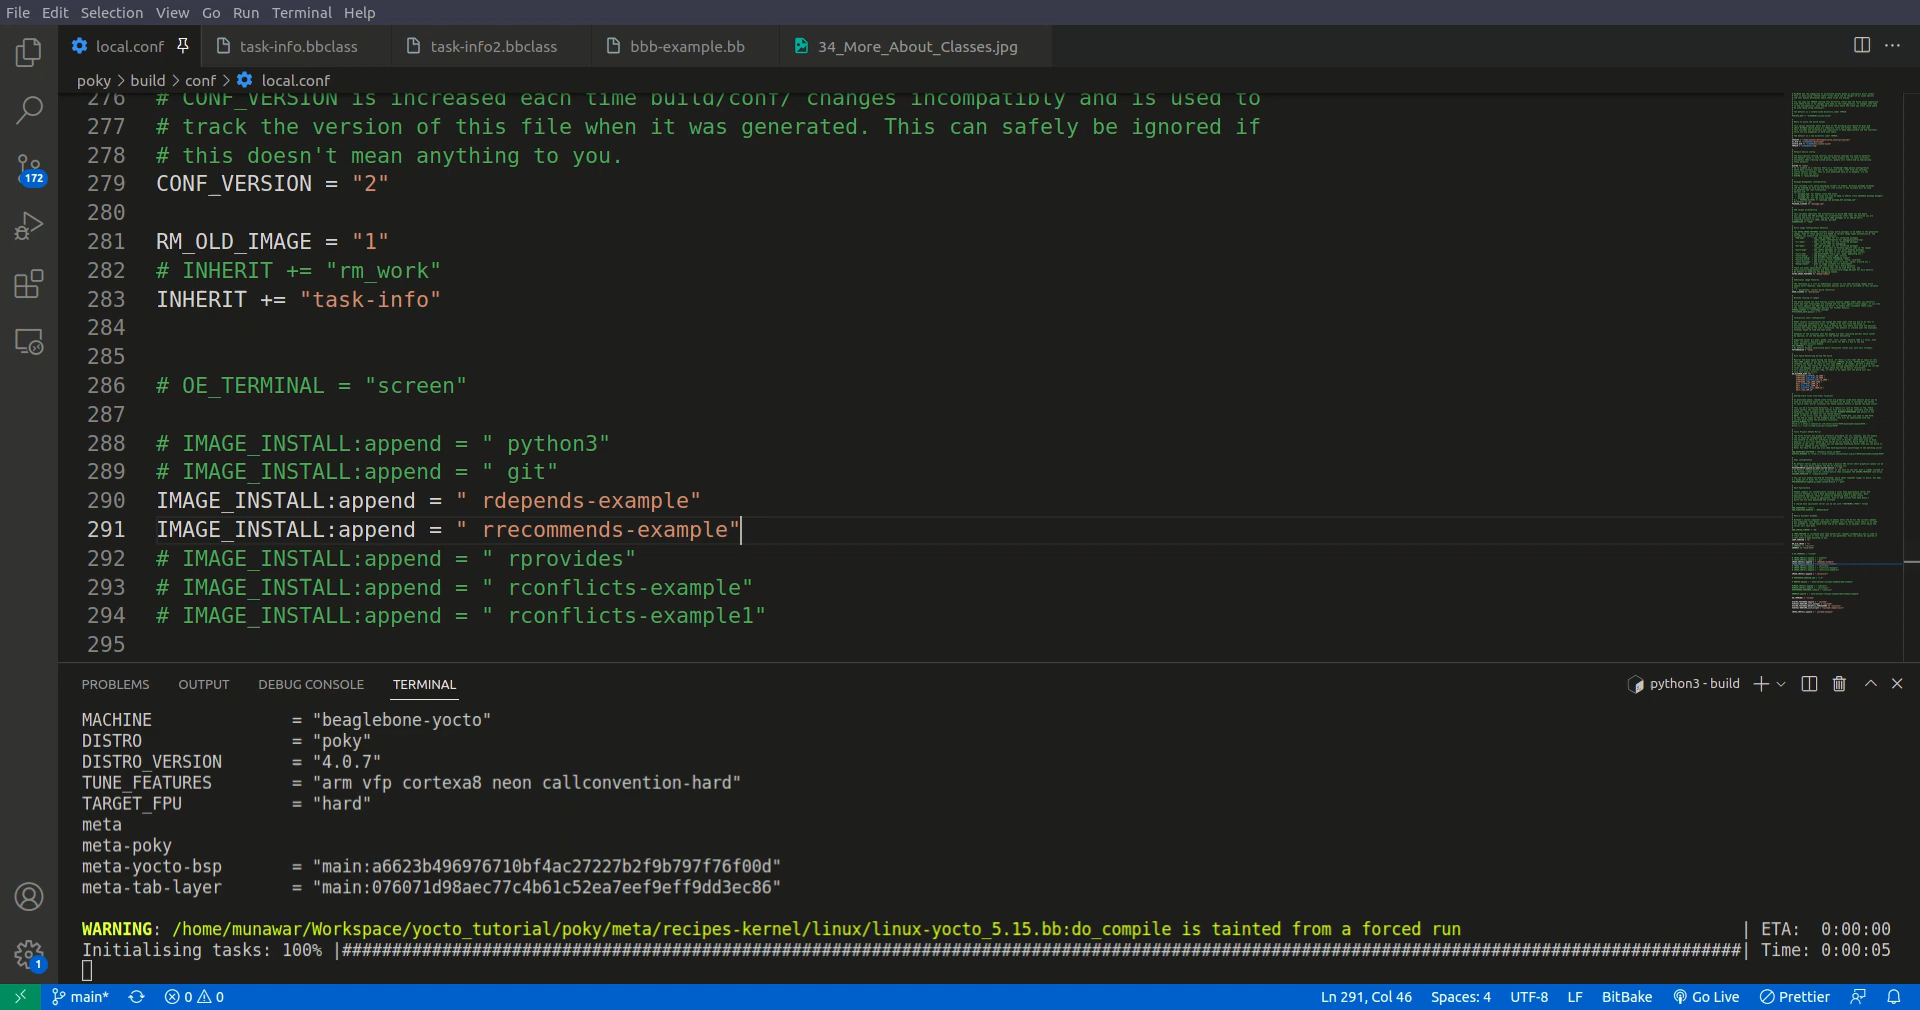 File Edit Selection View Go Run Terminal Help
local.conf task-info.bbclass task-info2.bbclass bbb-example.bb 34_More_About_Classes.jpg
poky > build > conf > local.conf
276 # CONF_VERSION is increased each time build/conf/ changes incompatibly and is used to
277 # track the version of this file when it was generated. This can safely be ignored if
278 # this doesn't mean anything to you.
279 CONF_VERSION = "2"
280
281 RM_OLD_IMAGE = "1"
282 # INHERIT += "rm_work"
283 INHERIT += "task-info"
284
285
286 # OE_TERMINAL = "screen"
287
288 # IMAGE_INSTALL:append = " python3"
289 # IMAGE_INSTALL:append = " git"
290 IMAGE_INSTALL:append = " rdepends-example"
291 IMAGE_INSTALL:append = " rrecommends-example"
292 # IMAGE_INSTALL:append = " rprovides"
293 # IMAGE_INSTALL:append = " rconflicts-example"
294 # IMAGE_INSTALL:append = " rconflicts-example1"
295
172
1
PROBLEMS OUTPUT DEBUG CONSOLE TERMINAL python3 - build
MACHINE = "beaglebone-yocto"
DISTRO = "poky"
DISTRO_VERSION = "4.0.7"
TUNE_FEATURES = "arm vfp cortexa8 neon callconvention-hard"
TARGET_FPU = "hard"
meta
meta-poky
meta-yocto-bsp = "main:a6623b496976710bf4ac27227b2f9b797f76f00d"
meta-tab-layer = "main:076071d98aec77c4b61c52ea7eef9eff9dd3ec86"
WARNING: /home/munawar/Workspace/yocto_tutorial/poky/meta/recipes-kernel/linux/linux-yocto_5.15.bb:do_compile is tainted from a forced run | ETA: 0:00:00
Initialising tasks: 100% |############################################################################################################################################| Time: 0:00:05
main* 0 0 Ln 291, Col 46 Spaces: 4 UTF-8 LF BitBake Go Live Prettier